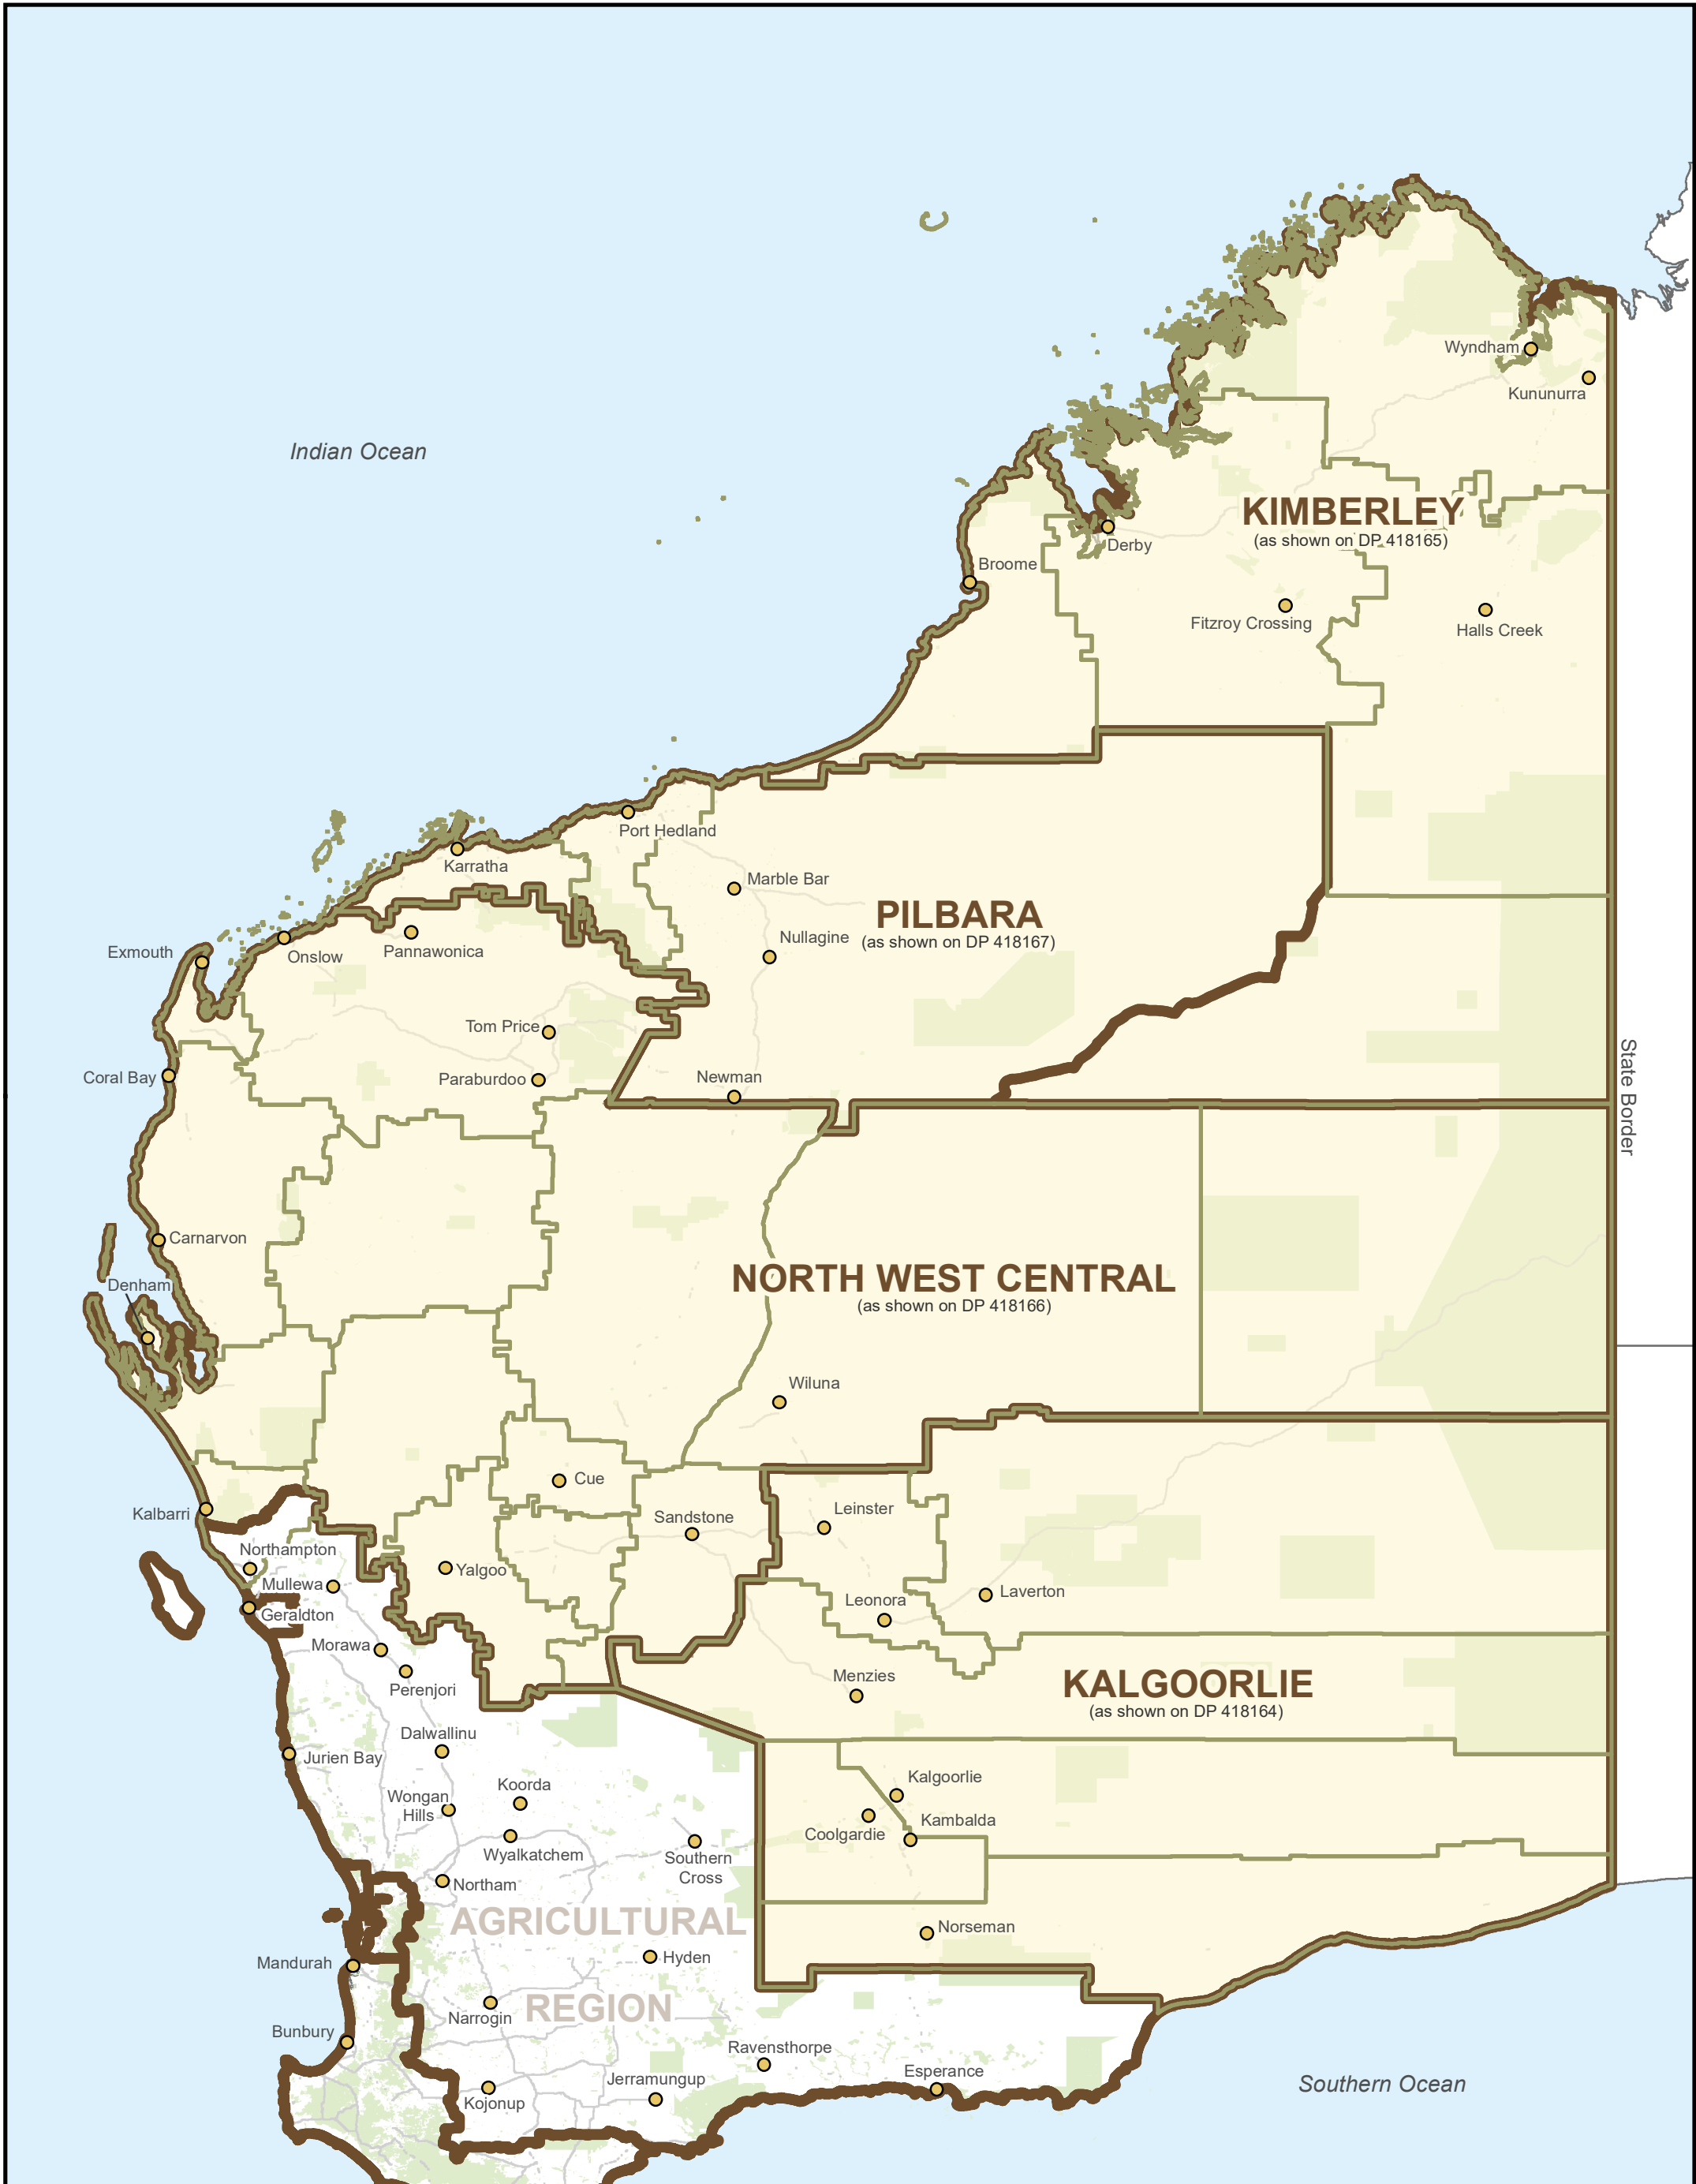 Indian Ocean
Wyndham
Kununurra
KIMBERLEY
(as shown on DP 418165)
Derby
Broome
Fitzroy Crossing
Halls Creek
Port Hedland
Karratha
Marble Bar
PILBARA
(as shown on DP 418167)
Nullagine
Exmouth
Onslow
Pannawonica
Tom Price
Coral Bay
Paraburdoo
Newman
State Border
Carnarvon
Denham
NORTH WEST CENTRAL
(as shown on DP 418166)
Wiluna
Cue
Kalbarri
Sandstone
Leinster
Northampton
Mullewa
Yalgoo
Geraldton
Leonora
Laverton
Morawa
Perenjori
Menzies
KALGOORLIE
(as shown on DP 418164)
Dalwallinu
Jurien Bay
Koorda
Wongan
Hills
Kalgoorlie
Kambalda
Coolgardie
Wyalkatchem
Southern
Cross
Northam
AGRICULTURAL
Norseman
Hyden
Mandurah
REGION
Narrogin
Bunbury
Ravensthorpe
Esperance
Jerramungup
Kojonup
Southern Ocean